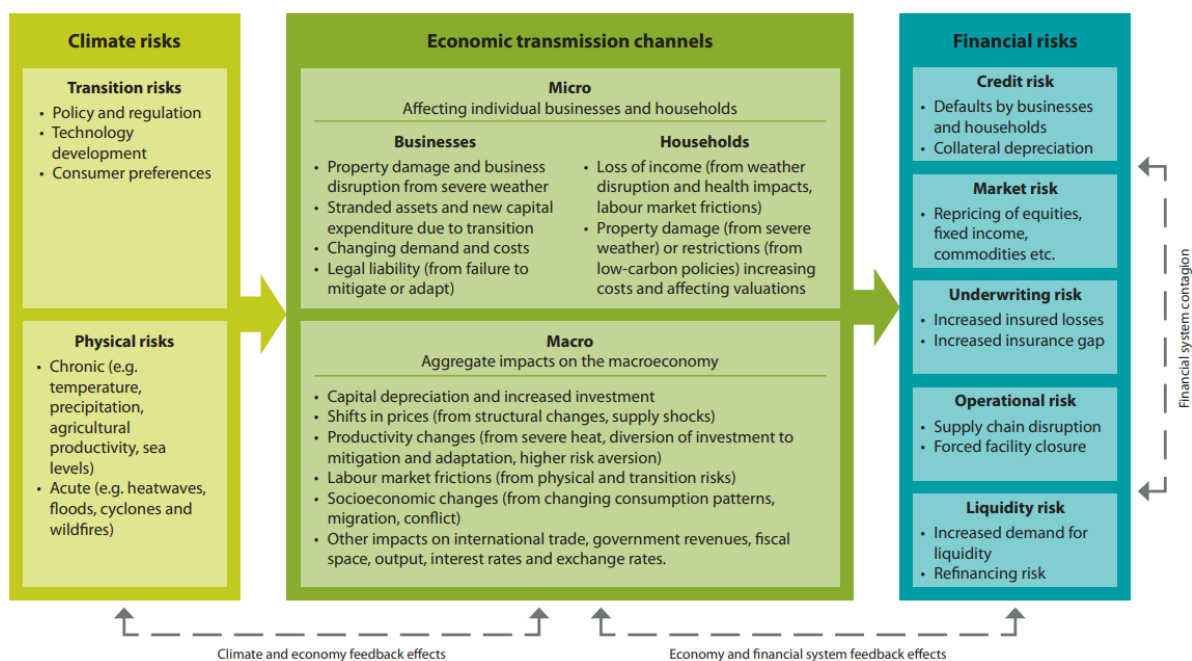 Climate risks
Transition risks
• Policy and regulation
• Technology
development
• Consumer preferences
Physical risks
• Chronic (e.g.
temperature,
precipitation,
agricultural
productivity, sea
levels)
• Acute (e.g. heatwaves,
floods, cyclones and
wildfires)
Economic transmission channels
Micro
Affecting individual businesses and households
Businesses
• Property damage and business
disruption from severe weather
• Stranded assets and new capital
expenditure due to transition
• Changing demand and costs
• Legal liability (from failure to
mitigate or adapt)
Households
• Loss of income (from weather
disruption and health impacts,
labour market frictions)
• Property damage (from severe
weather) or restrictions (from
low-carbon policies) increasing
costs and affecting valuations
Macro
Aggregate impacts on the macroeconomy
• Capital depreciation and increased investment
• Shifts in prices (from structural changes, supply shocks)
• Productivity changes (from severe heat, diversion of investment to
mitigation and adaptation, higher risk aversion)
• Labour market frictions (from physical and transition risks)
• Socioeconomic changes (from changing consumption patterns,
migration, conflict)
• Other impacts on international trade, government revenues, fiscal
space, output, interest rates and exchange rates.
Financial risks
Credit risk
• Defaults by businesses
and households
• Collateral depreciation
Market risk
• Repricing of equities,
fixed income,
commodities etc.
Underwriting risk
• Increased insured losses
• Increased insurance gap
Operational risk
• Supply chain disruption
• Forced facility closure
Liquidity risk
• Increased demand for
liquidity
• Refinancing risk
Financial system contagion
Climate and economy feedback effects
Economy and financial system feedback effects